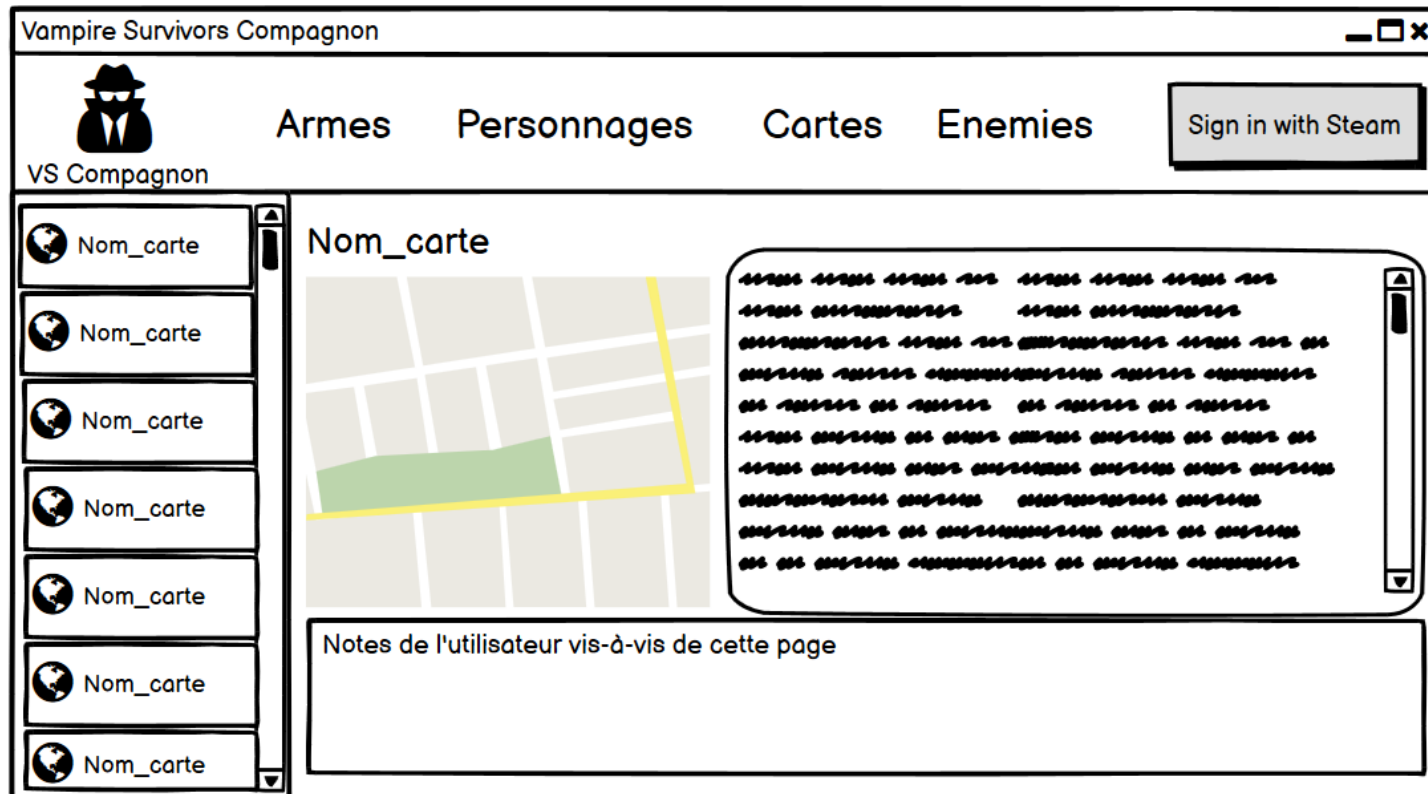 Vampire Survivors Compagnon
VS Compagnon
Armes
Personnages
Cartes
Enemies
Sign in with Steam
Nom_carte
Nom_carte
Nom_carte
Nom_carte
Nom_carte
Nom_carte
Nom_carte
Nom_carte
Notes de l'utilisateur vis-à-vis de cette page